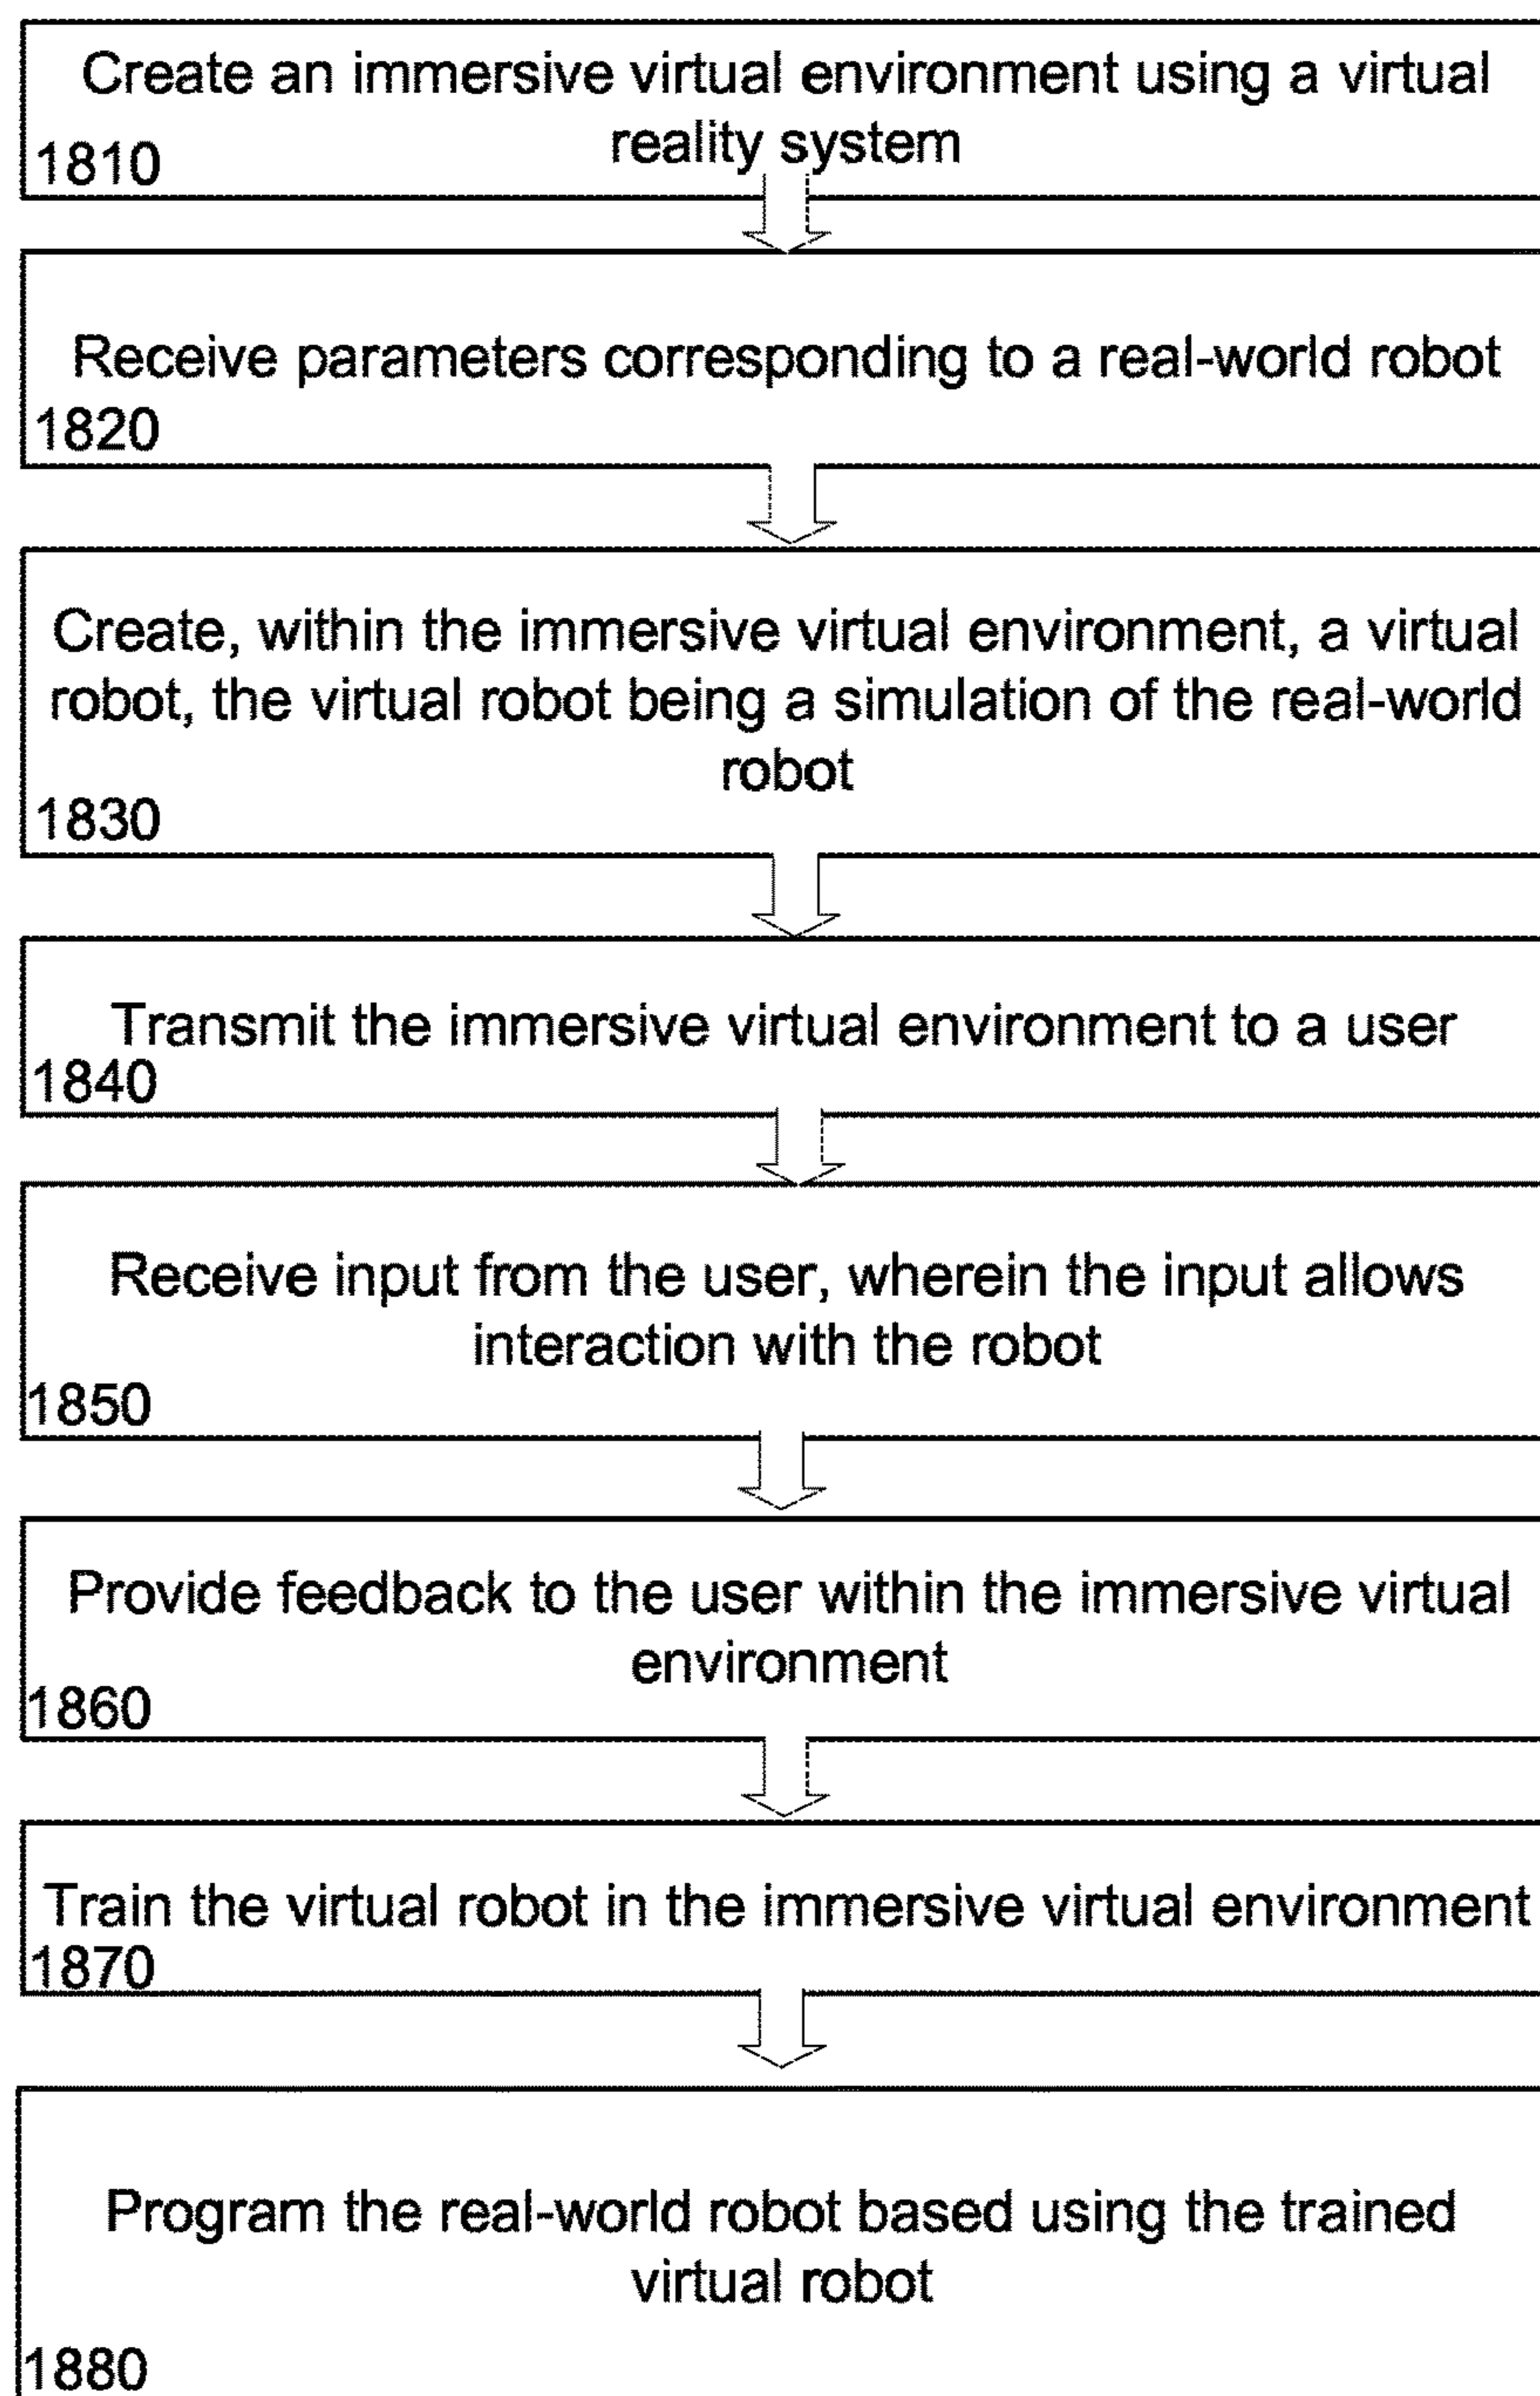 Create an immersive virtual environment using a virtual
reality system
1810
Receive parameters corresponding to a real-world robot
1820
Create, within the immersive virtual environment, a virtual
robot, the virtual robot being a simulation of the real-world
robot
1830
Transmit the immersive virtual environment to a user
1840
Receive input from the user, wherein the input allows
interaction with the robot
1850
Provide feedback to the user within the immersive virtual
environment
1860
Train the virtual robot in the immersive virtual environment
1870
Program the real-world robot based using the trained
virtual robot
1880